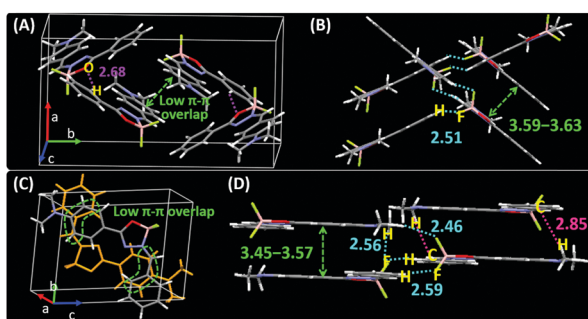 (A)
O
2.68
H
Low π-π
overlap
a
b
c
(B)
H
F
2.51
3.59–3.63
(C)
Low π-π overlap
a
b
c
(D)
3.45–3.57
H
2.56
H
2.46
C
2.85
H
F
H
C
H
F
2.59